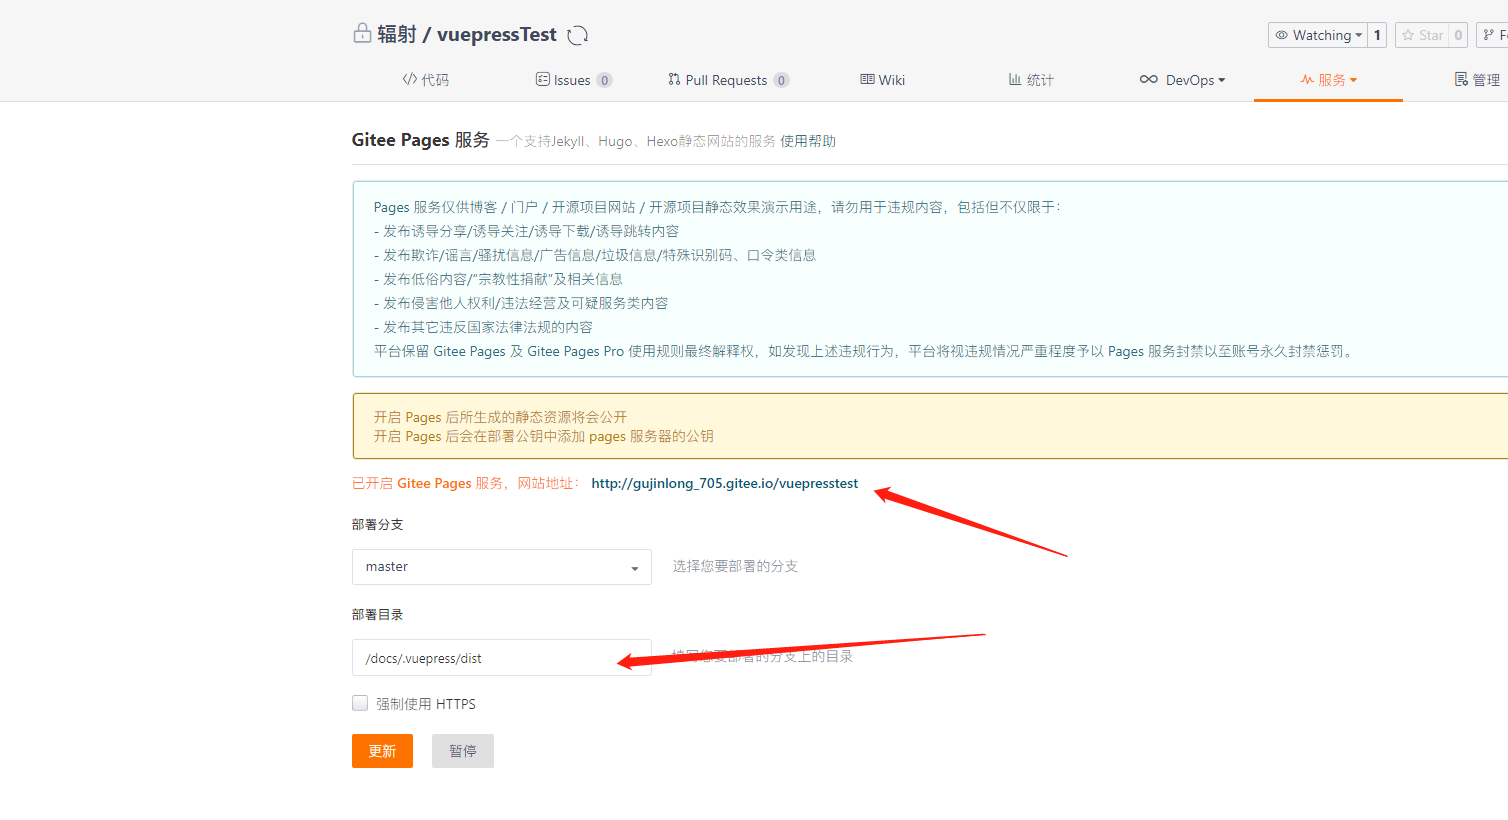 辐射 / vuepressTest
Watching 1 Star 0 F
代码 Issues 0 Pull Requests 0 Wiki 统计 DevOps 服务 管理
Gitee Pages 服务 一个支持Jekyll、Hugo、Hexo静态网站的服务 使用帮助
Pages 服务仅供博客 / 门户 / 开源项目网站 / 开源项目静态效果演示用途，请勿用于违规内容，包括但不仅限于：
- 发布诱导分享/诱导关注/诱导下载/诱导跳转内容
- 发布欺诈/谣言/骚扰信息/广告信息/垃圾信息/特殊识别码、口令类信息
- 发布低俗内容/“宗教性捐献”及相关信息
- 发布侵害他人权利/违法经营及可疑服务类内容
- 发布其它违反国家法律法规的内容
平台保留 Gitee Pages 及 Gitee Pages Pro 使用规则最终解释权，如发现上述违规行为，平台将视违规情况严重程度予以 Pages 服务封禁以至账号永久封禁惩罚。
开启 Pages 后所生成的静态资源将会公开
开启 Pages 后会在部署公钥中添加 pages 服务器的公钥
已开启 Gitee Pages 服务，网站地址： http://gujinlong_705.gitee.io/vuepresstest
部署分支
master 选择您要部署的分支
部署目录
/docs/.vuepress/dist 您要部署的分支上的目录
强制使用 HTTPS
更新 暂停